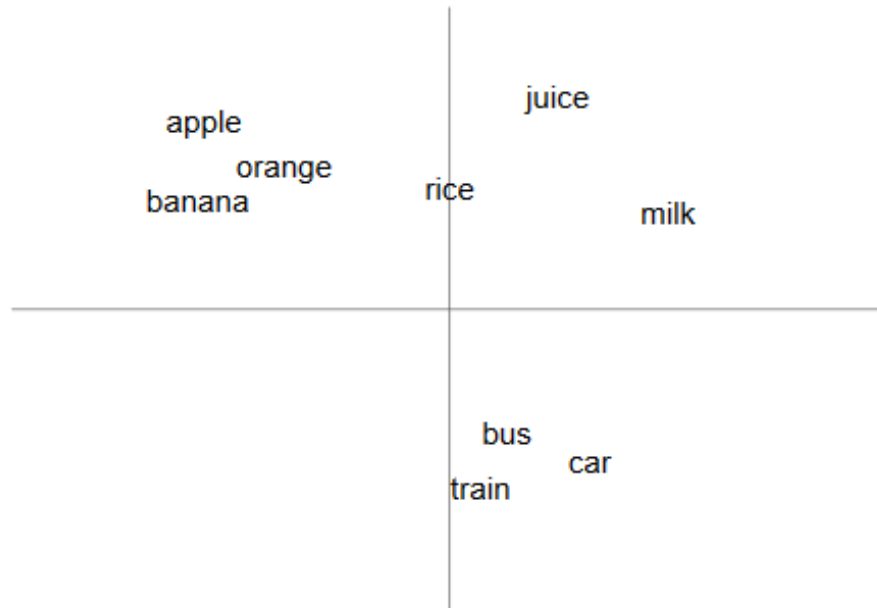 juice
apple
orange
rice
banana
milk
bus
car
train